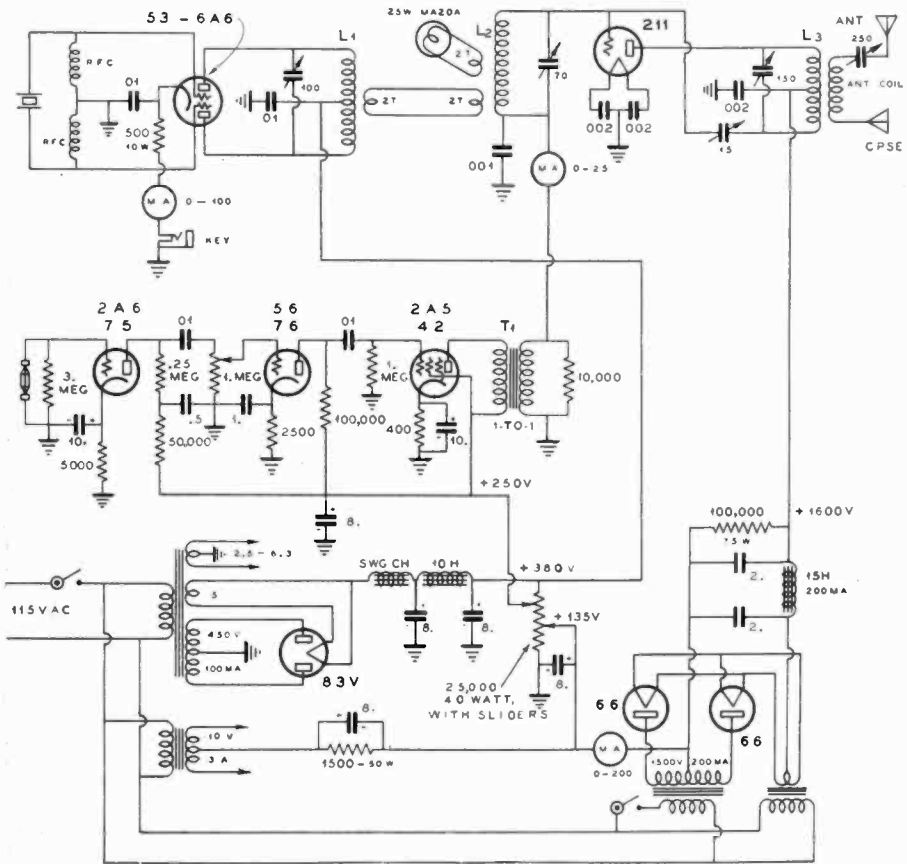 53 - 6A6
L1
25W MA20A
L2
211
L3
ANT
250
RFC
01
2T
70
100
150
ANT COIL
002
RFC
500
10W
01
2T
2T
002
002
15
CPSE
001
MA
0-25
MA
0-100
KEY
2A6
75
01
56
76
01
2A5
42
T1
3.
MEG
.25
MEG
1. MEG
1.
MEG
10,000
10.
.5
1.
100,000
400
10.
1-TO-1
5000
50,000
2500
+250V
8.
100,000
75W
+1600V
2.5-6.3
SWG CH
10H
+380V
2.
15H
200MA
115VAC
5
+135V
2.
450V
8.
8.
100MA
83V
25,000
40 WATT,
WITH SLIDERS
8.
66
66
10V
8.
3A
1500-50W
MA
0-200
1500V
200MA